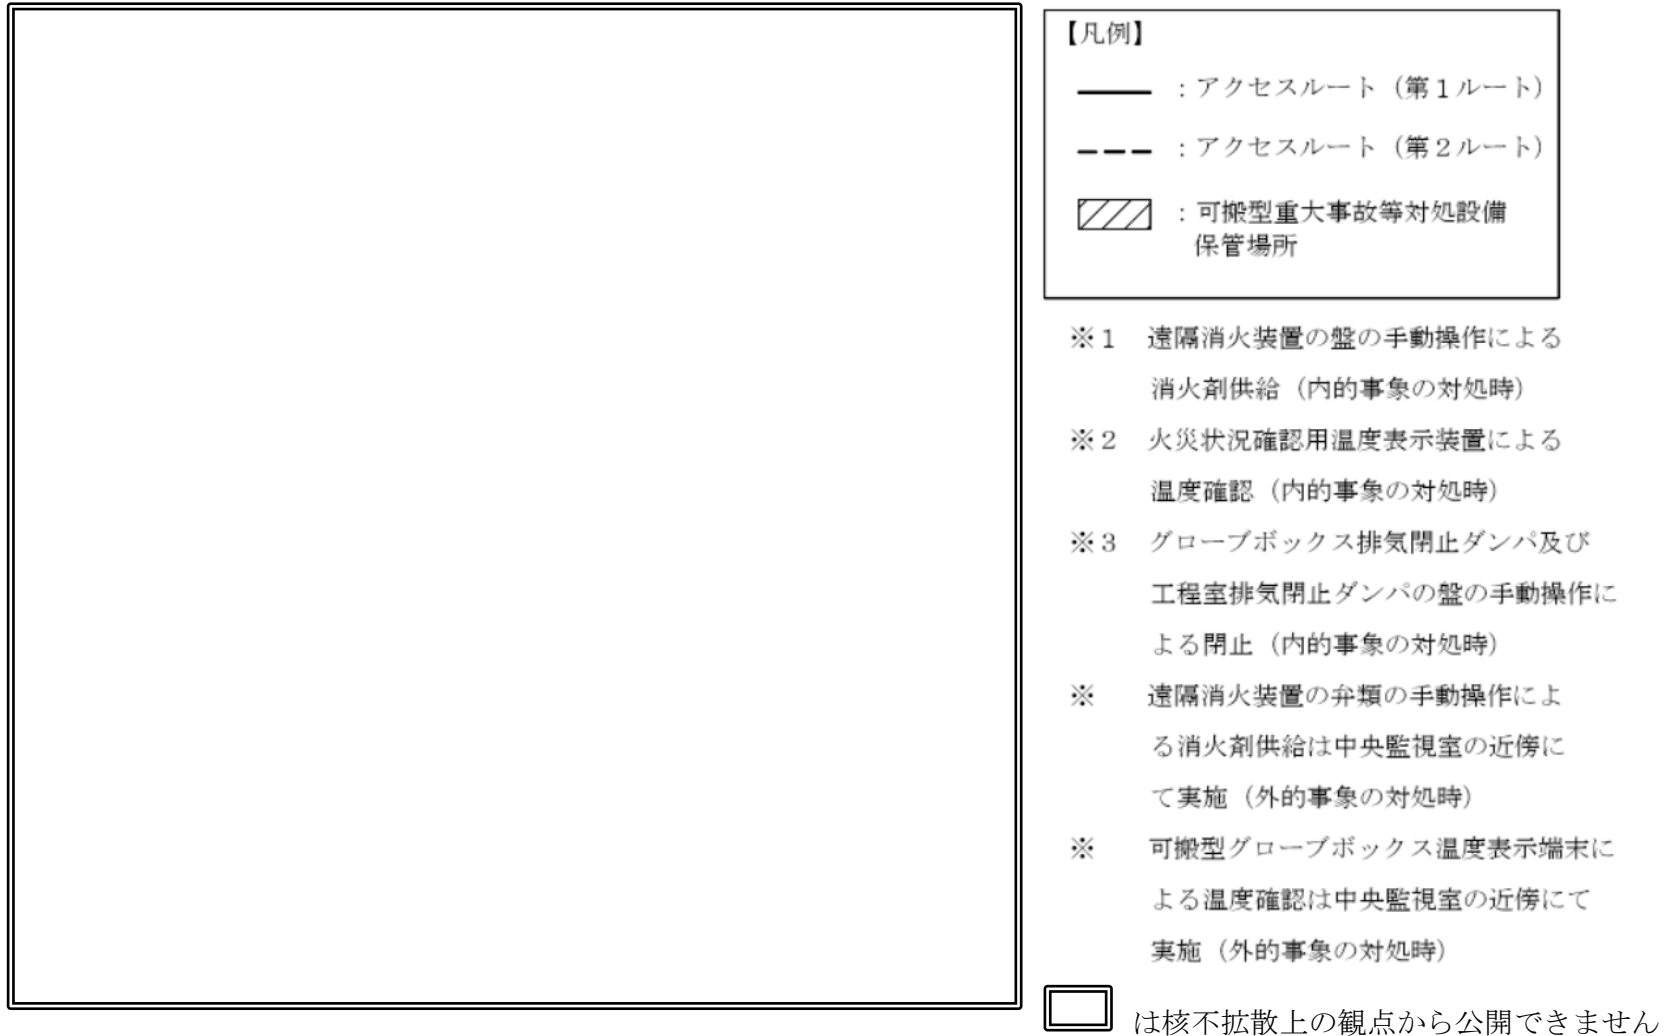 【凡例】
：アクセスルート（第１ルート）
：アクセスルート（第２ルート）
：可搬型重大事故等対処設備
保管場所
※１　遠隔消火装置の盤の手動操作による
消火剤供給（内的事象の対処時）
※２　火災状況確認用温度表示装置による
温度確認（内的事象の対処時）
※３　グローブボックス排気閉止ダンパ及び
工程室排気閉止ダンパの盤の手動操作に
よる閉止（内的事象の対処時）
※　遠隔消火装置の弁類の手動操作によ
る消火剤供給は中央監視室の近傍に
て実施（外的事象の対処時）
※　可搬型グローブボックス温度表示端末に
よる温度確認は中央監視室の近傍にて
実施（外的事象の対処時）
は核不拡散上の観点から公開できません